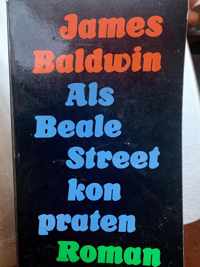 James
Baldwin
Als
Beale
Street
kon
praten
Roman